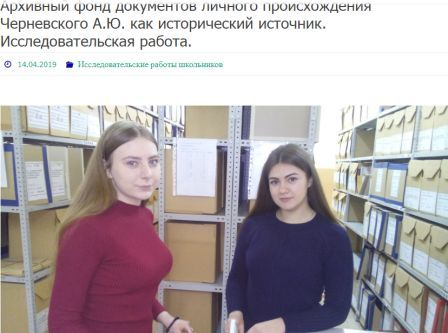 Архивный фонд документов личного происхождения
Черневского А.Ю. как исторический источник.
Исследовательская работа.
14.04.2019 Исследовательские работы школьников